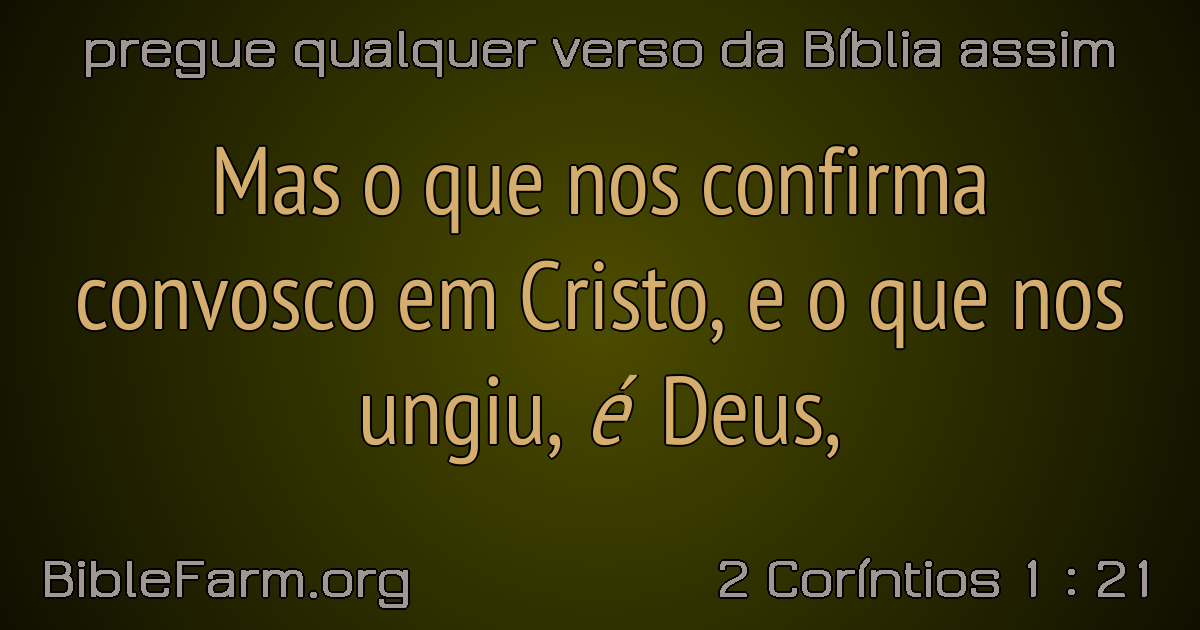 pregue qualquer verso da Bíblia assim
Mas o que nos confirma
convosco em Cristo, e o que nos
ungiu, é Deus,
BibleFarm.org
2 Coríntios 1 : 21